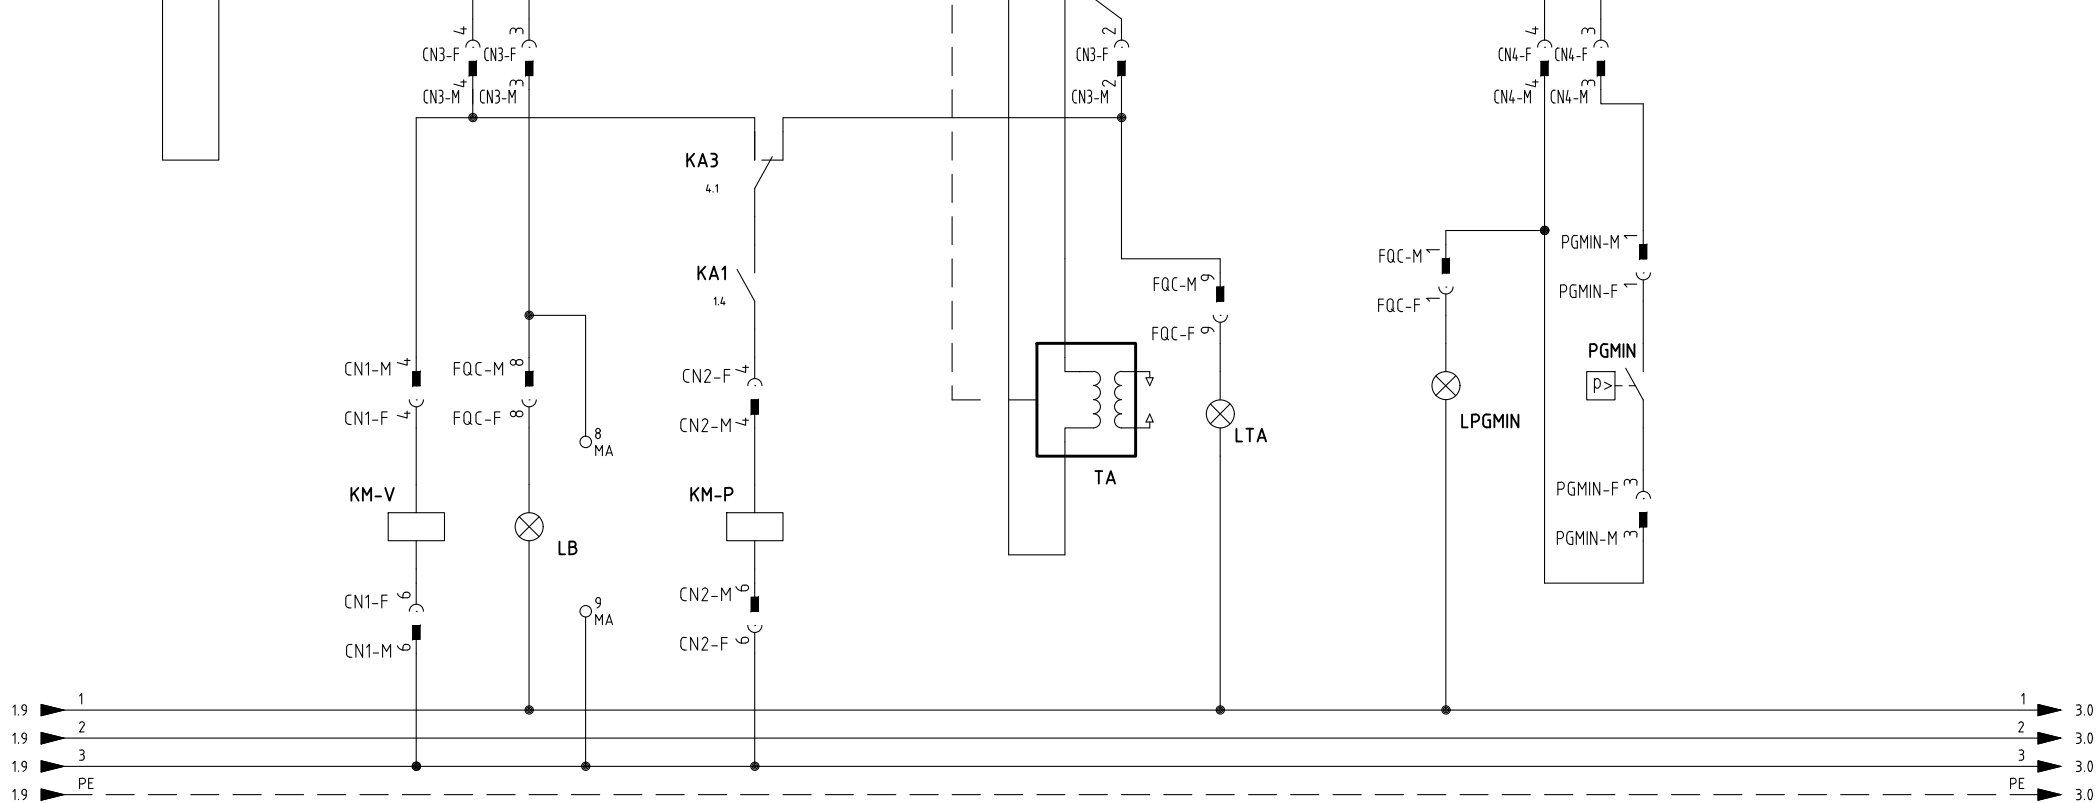 4 3 2 4 3
CN3-F CN3-F CN3-F CN4-F CN4-F
4 3 2 4 3
CN3-M CN3-M CN3-M CN4-M CN4-M
KA3
4.1
PGMIN-M 1
FQC-M 1
KA1
FQC-M 9
PGMIN-F 1
1.4
FQC-F 1
FQC-F 9
PGMIN
CN1-M 4 FQC-M 8
CN2-F 4
p>
CN1-F 4 FQC-F 8
CN2-M 4
LPGMIN
8
MA
LTA
TA
PGMIN-F 3
KM-V
KM-P
PGMIN-M 3
LB
CN2-M 6
CN1-F 6
9
MA
CN2-F 6
CN1-M 6
1 1
1.9 3.0
2 2
1.9 3.0
3 3
1.9 3.0
PE PE
1.9 3.0